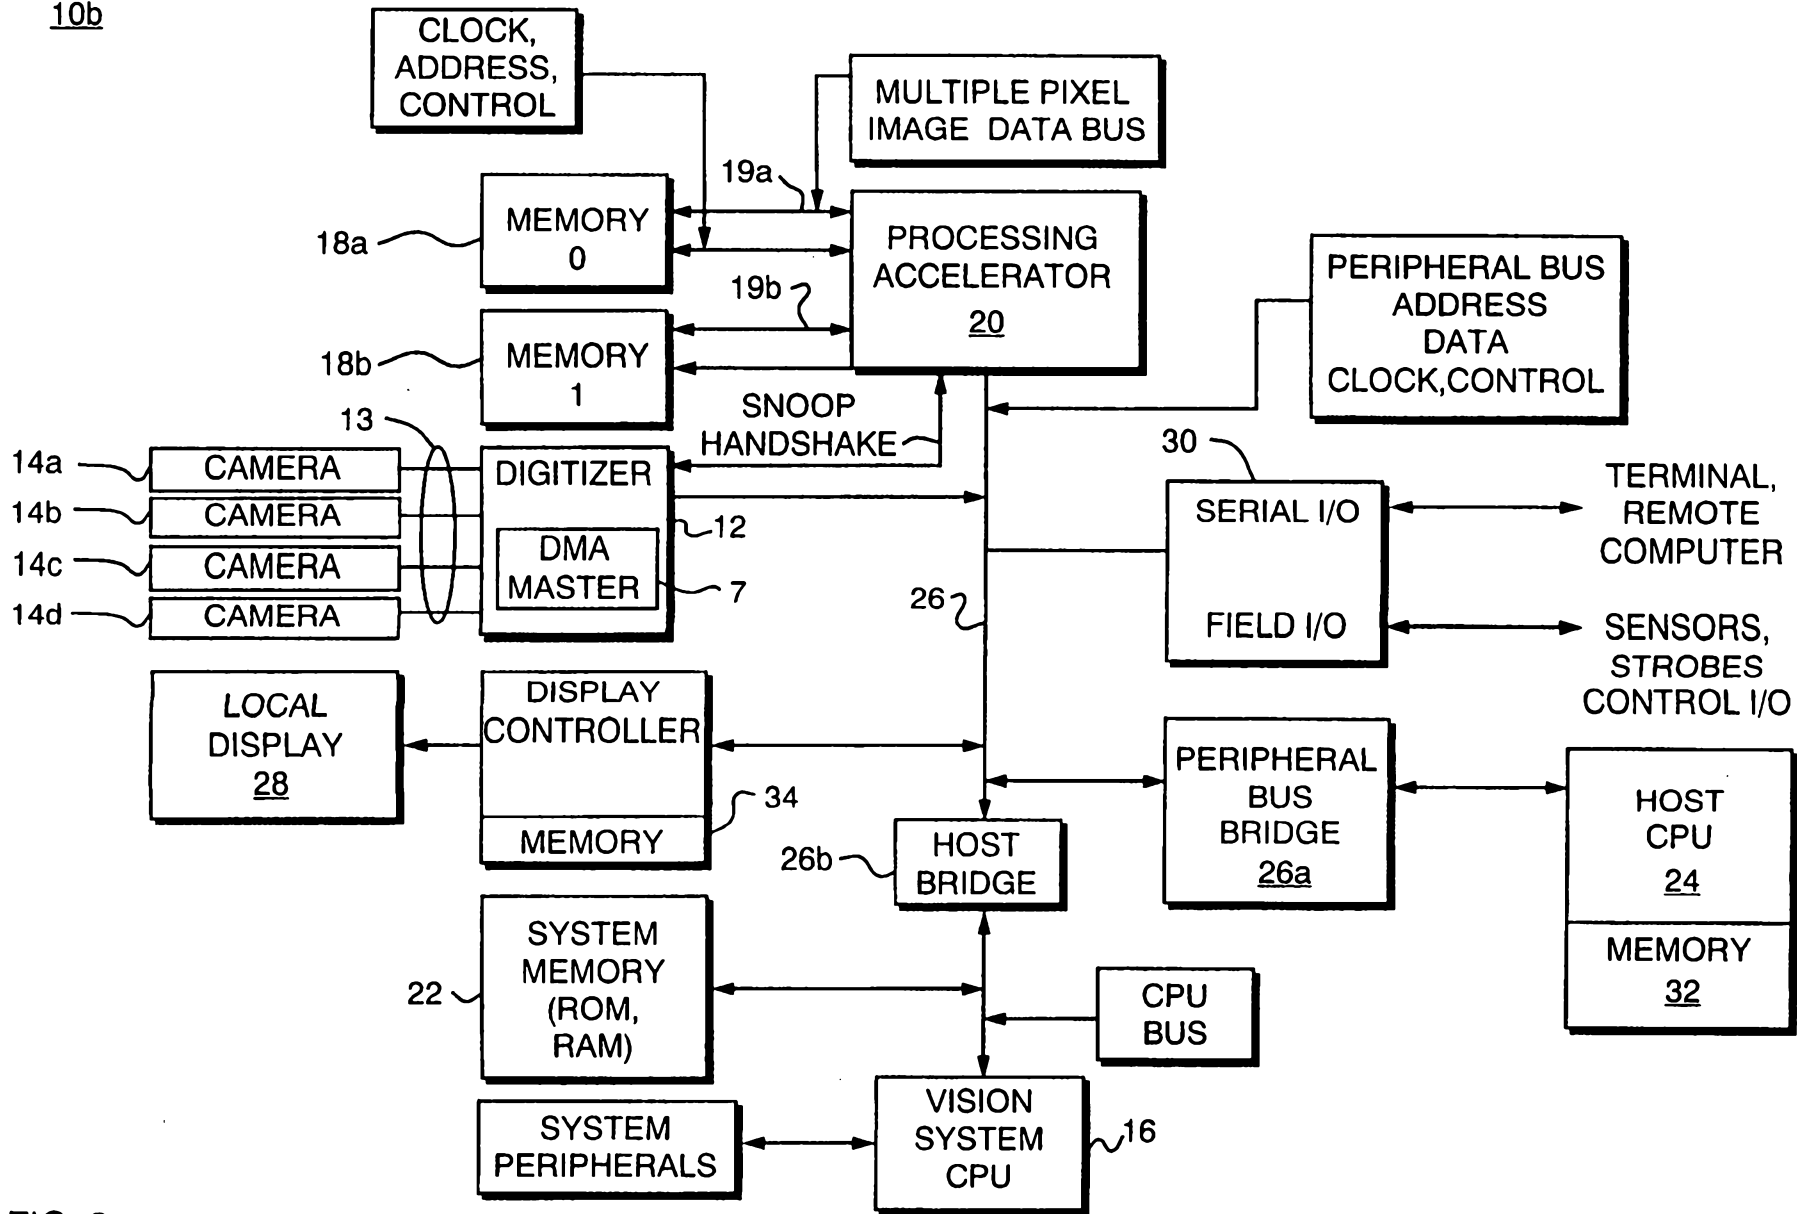 10b
CLOCK,
ADDRESS,
CONTROL
MULTIPLE PIXEL
IMAGE DATA BUS
19a
MEMORY
0
18a
PROCESSING
ACCELERATOR
20
19b
MEMORY
1
18b
PERIPHERAL BUS
ADDRESS
DATA
CLOCK,CONTROL
SNOOP
HANDSHAKE
13
14a
CAMERA
14b
CAMERA
14c
CAMERA
14d
CAMERA
DIGITIZER
12
DMA
MASTER
7
30
SERIAL I/O
FIELD I/O
TERMINAL,
REMOTE
COMPUTER
SENSORS,
STROBES
CONTROL I/O
26
LOCAL
DISPLAY
28
DISPLAY
CONTROLLER
MEMORY
34
PERIPHERAL
BUS
BRIDGE
26a
HOST
CPU
24
MEMORY
32
26b
HOST
BRIDGE
22
SYSTEM
MEMORY
(ROM,
RAM)
CPU
BUS
SYSTEM
PERIPHERALS
VISION
SYSTEM
CPU
16